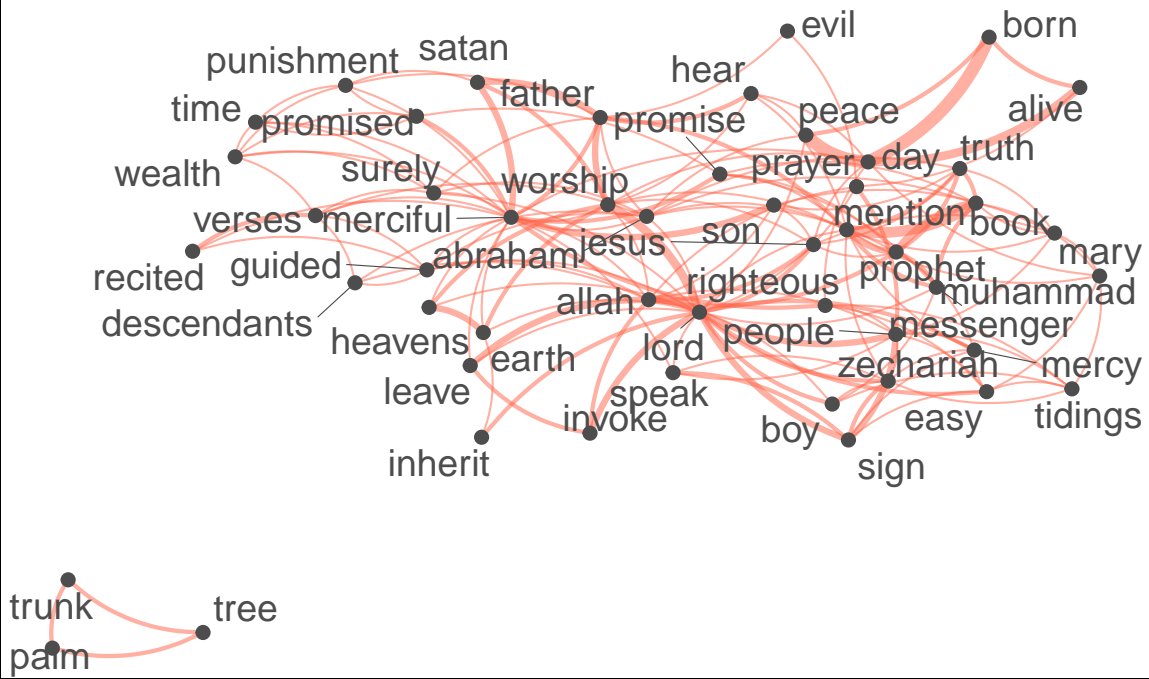 evil
born
satan
punishment
hear
father
alive
time
promised
promise
peace
truth
prayer
day
wealth
surely
worship
verses
merciful
mention
book
son
jesus
abraham
mary
recited
guided
prophet
righteous
muhammad
allah
descendants
people
messenger
heavens
earth
lord
zechariah
mercy
leave
speak
invoke
boy
easy
tidings
inherit
sign
trunk
tree
palm